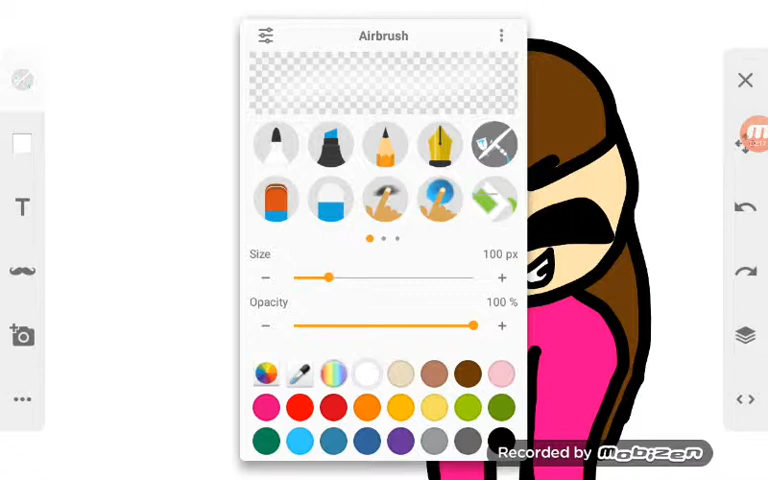 Airbrush
Size
100 px
Opacity
100 %
T
Recorded by mobizen